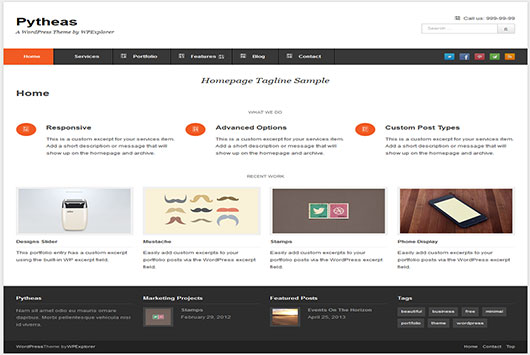 Pytheas
A WordPress Theme by WPExplorer
Call us: 999-99-99
Search...
Home Services Portfolio Features Blog Contact
Homepage Tagline Sample
Home
WHAT WE DO
Responsive
This is a custom excerpt for your services item.
Add a short description or message that will
show up on the homepage and archive.
Advanced Options
This is a custom excerpt for your services item.
Add a short description or message that will
show up on the homepage and archive.
Custom Post Types
This is a custom excerpt for your services item.
Add a short description or message that will
show up on the homepage and archive.
RECENT WORK
Designs Slider
This portfolio entry has a custom excerpt
using the built-in WP excerpt field.
Mustache
Easily add custom excerpts to your
portfolio posts via the WordPress excerpt
field.
Stamps
Easily add custom excerpts to your
portfolio posts via the WordPress excerpt
field.
Phone Display
Easily add custom excerpts to your
portfolio posts via the WordPress excerpt
field.
Pytheas
Nam sit amet odio eu mauris ornare
dapibus. Morbi pellentesque vehicula nisi
id viverra.
Marketing Projects
Stamps
February 29, 2012
Featured Posts
Events On The Horizon
April 25, 2013
Tags
beautiful business free minimal
portfolio theme wordpress
WordPress Theme by WPExplorer
Home Contact Top